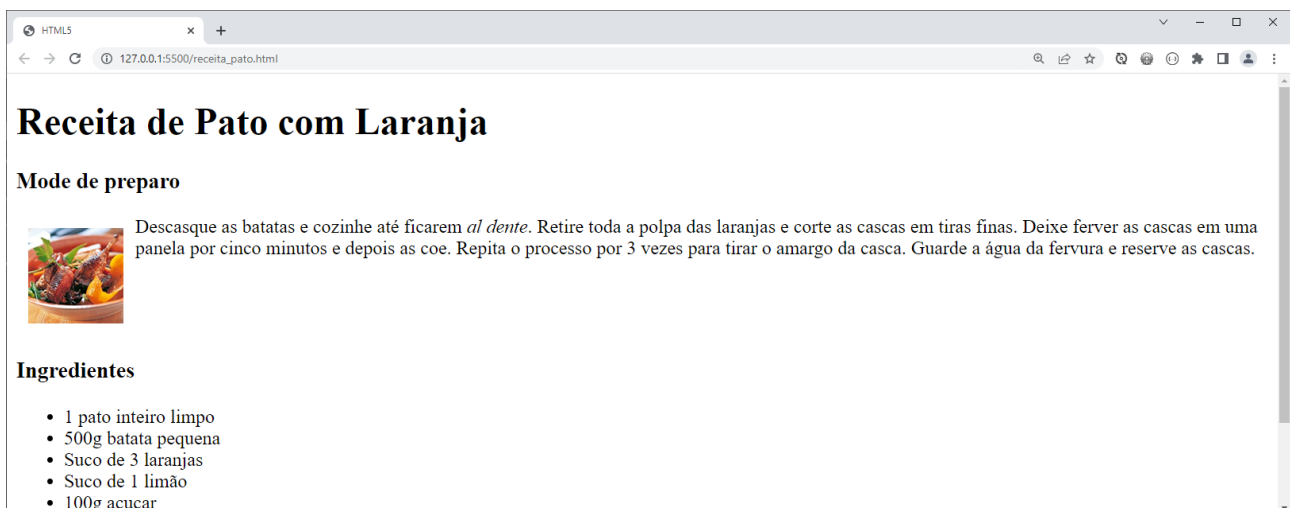 HTML5
127.0.0.1:5500/receita_pato.html
Receita de Pato com Laranja
Mode de preparo
Descasque as batatas e cozinhe até ficarem al dente. Retire toda a polpa das laranjas e corte as cascas em tiras finas. Deixe ferver as cascas em uma
panela por cinco minutos e depois as coe. Repita o processo por 3 vezes para tirar o amargo da casca. Guarde a água da fervura e reserve as cascas.
Ingredientes
• 1 pato inteiro limpo
• 500g batata pequena
• Suco de 3 laranjas
• Suco de 1 limão
• 100g acucar